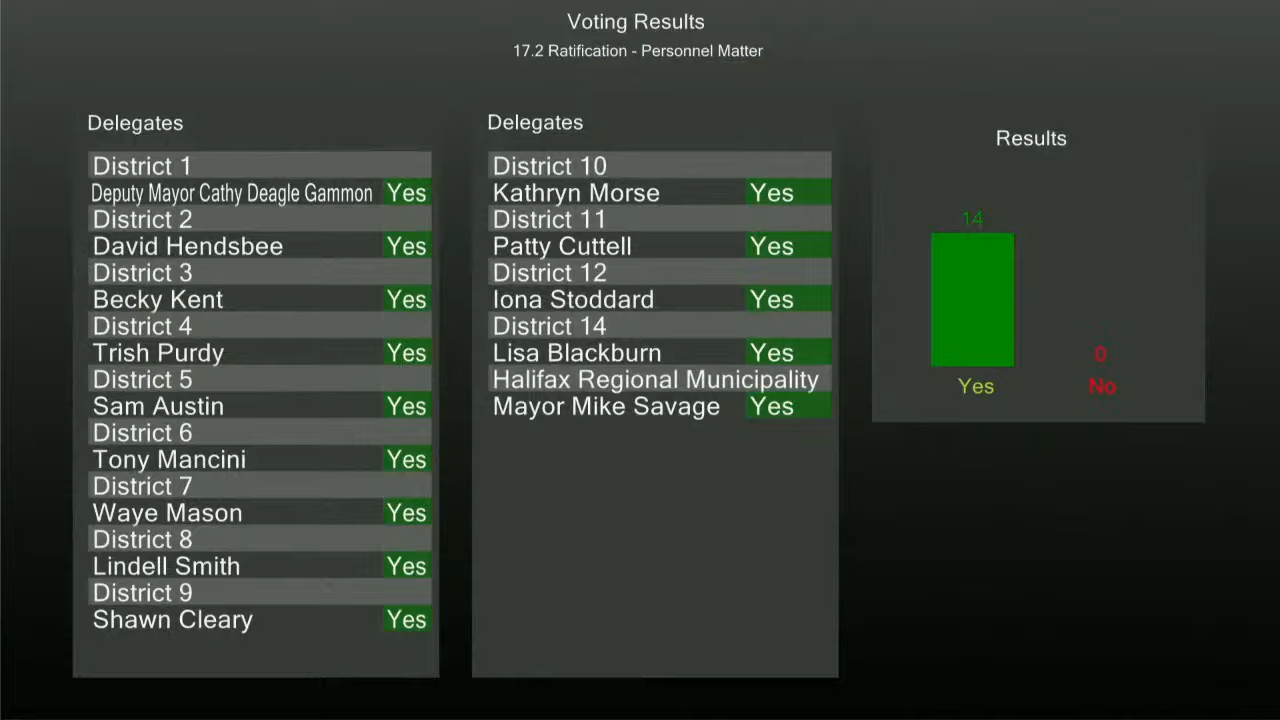 Voting Results
17.2 Ratification - Personnel Matter
Delegates
District 1
Deputy Mayor Cathy Deagle Gammon Yes
District 2
David Hendsbee Yes
District 3
Becky Kent Yes
District 4
Trish Purdy Yes
District 5
Sam Austin Yes
District 6
Tony Mancini Yes
District 7
Waye Mason Yes
District 8
Lindell Smith Yes
District 9
Shawn Cleary Yes
Delegates
District 10
Kathryn Morse Yes
District 11
Patty Cuttell Yes
District 12
Iona Stoddard Yes
District 14
Lisa Blackburn Yes
Halifax Regional Municipality
Mayor Mike Savage Yes
Results
14
0
Yes No